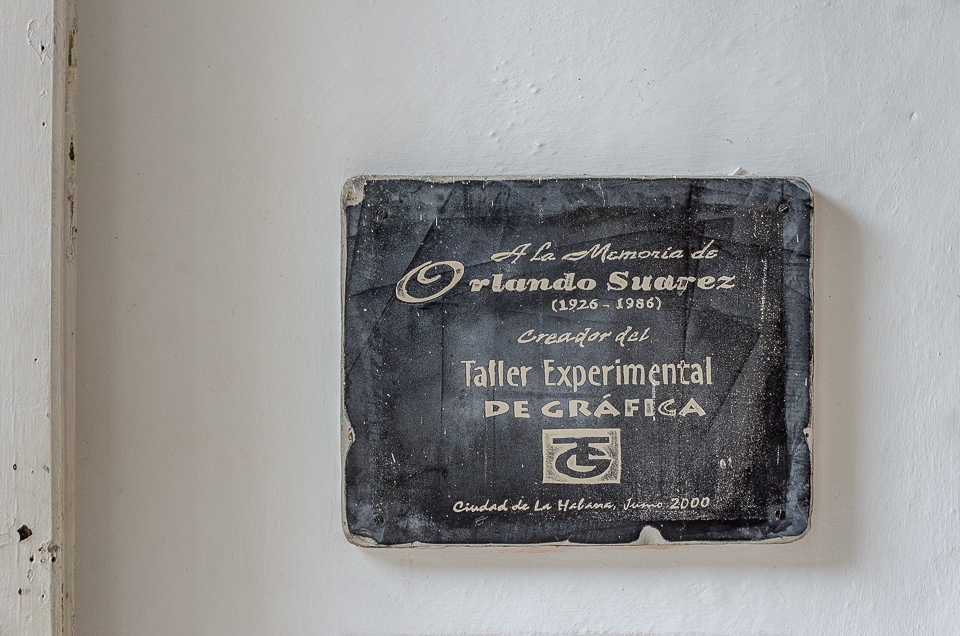 A La Memoria de
Orlando Suarez
(1926 - 1986)
Creador del
Taller Experimental
DE GRÁFICA
TEG
Ciudad de La Habana, Junio 2000